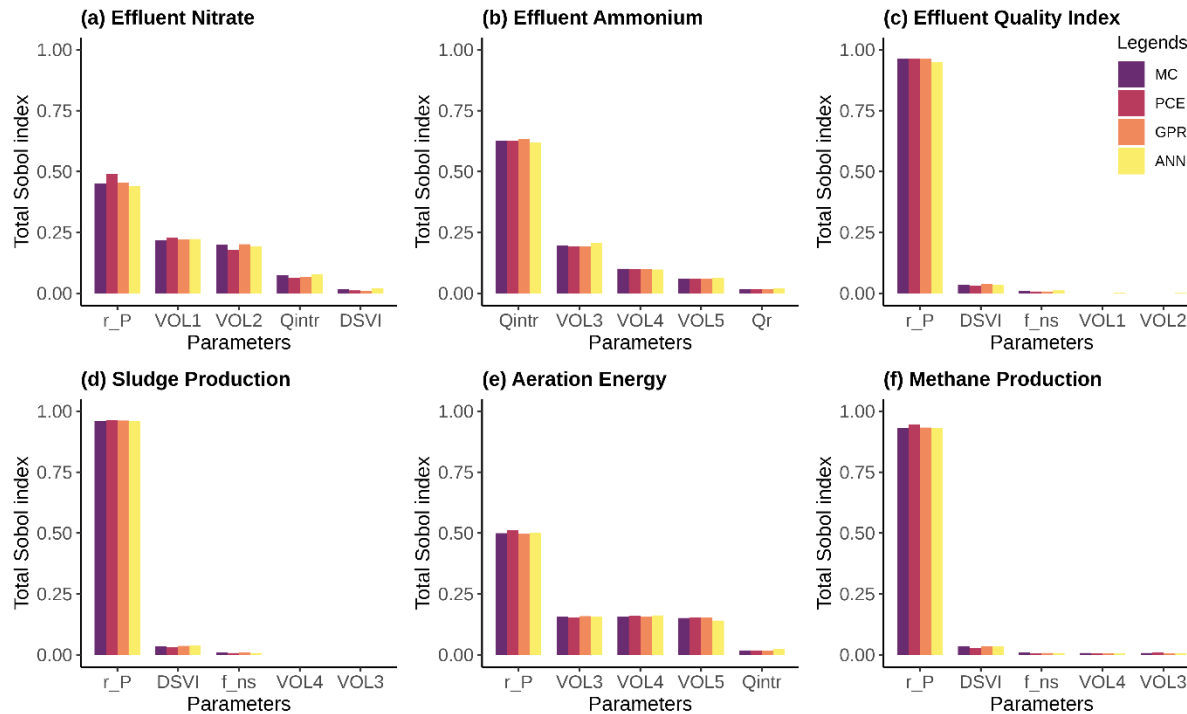 (a) Effluent Nitrate
Total Sobol index
1.00
0.75
0.50
0.25
0.00
r_P VOL1 VOL2 Qintr DSVI
Parameters
(b) Effluent Ammonium
Total Sobol index
1.00
0.75
0.50
0.25
0.00
Qintr VOL3 VOL4 VOL5 Qr
Parameters
(c) Effluent Quality Index
Total Sobol index
1.00
0.75
0.50
0.25
0.00
r_P DSVI f_ns VOL1 VOL2
Parameters
Legends
MC
PCE
GPR
ANN
(d) Sludge Production
Total Sobol index
1.00
0.75
0.50
0.25
0.00
r_P DSVI f_ns VOL4 VOL3
Parameters
(e) Aeration Energy
Total Sobol index
1.00
0.75
0.50
0.25
0.00
r_P VOL3 VOL4 VOL5 Qintr
Parameters
(f) Methane Production
Total Sobol index
1.00
0.75
0.50
0.25
0.00
r_P DSVI f_ns VOL4 VOL3
Parameters